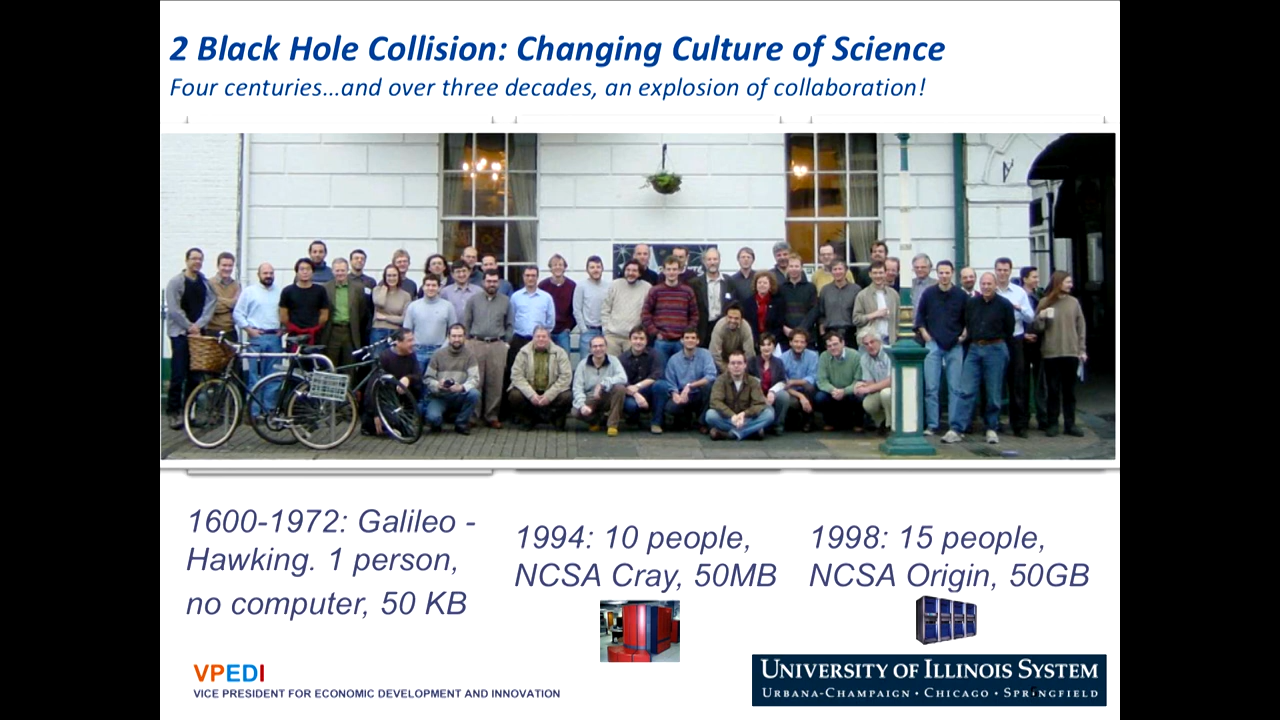 2 Black Hole Collision: Changing Culture of Science
Four centuries…and over three decades, an explosion of collaboration!
1600-1972: Galileo -
Hawking. 1 person,
no computer, 50 KB
1994: 10 people,
NCSA Cray, 50MB
1998: 15 people,
NCSA Origin, 50GB
VPEDI
VICE PRESIDENT FOR ECONOMIC DEVELOPMENT AND INNOVATION
UNIVERSITY OF ILLINOIS SYSTEM
URBANA-CHAMPAIGN • CHICAGO • SPRINGFIELD